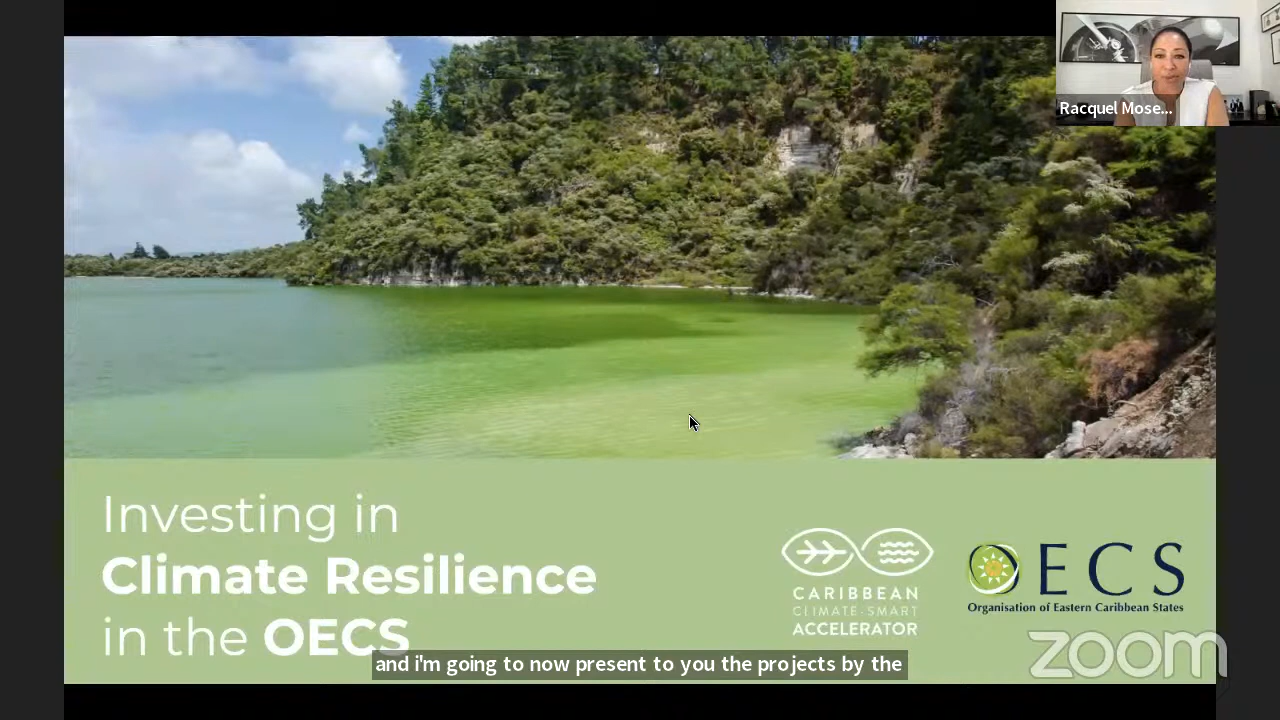 Racquel Mose...
Investing in
Climate Resilience
in the OECS
CARIBBEAN
CLIMATE-SMART
ACCELERATOR
OECS
Organisation of Eastern Caribbean States
and i'm going to now present to you the projects by the
zoom